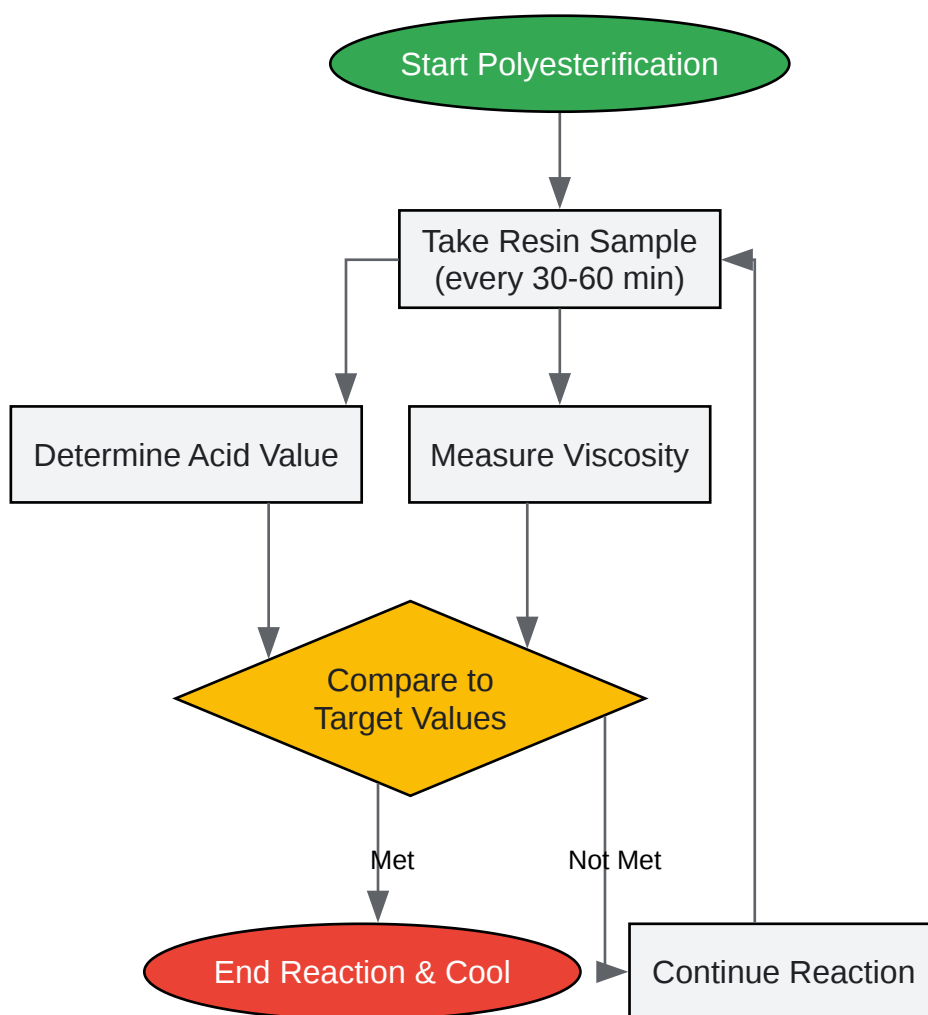 Start Polyesterification
Take Resin Sample
(every 30-60 min)
Determine Acid Value
Measure Viscosity
Compare to
Target Values
Met
Not Met
End Reaction & Cool
Continue Reaction